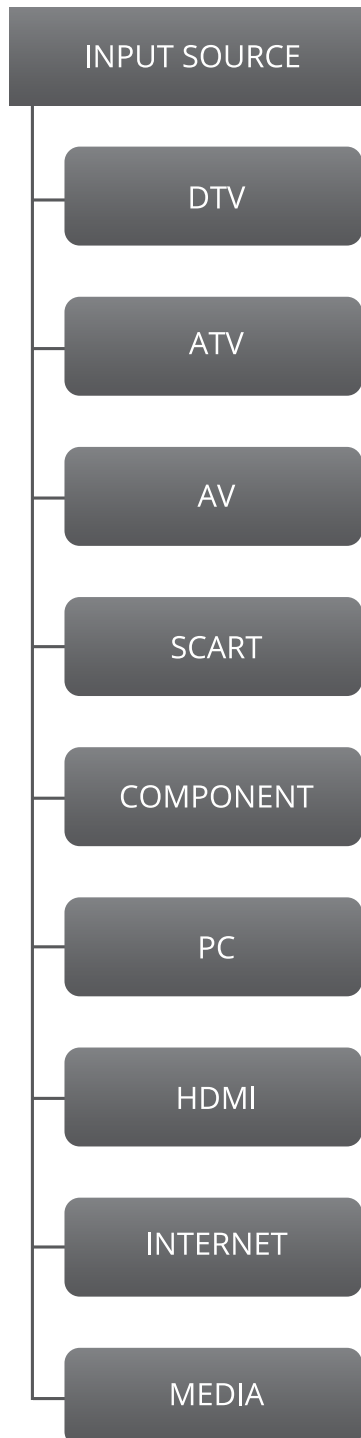 INPUT SOURCE
DTV
ATV
AV
SCART
COMPONENT
PC
HDMI
INTERNET
MEDIA